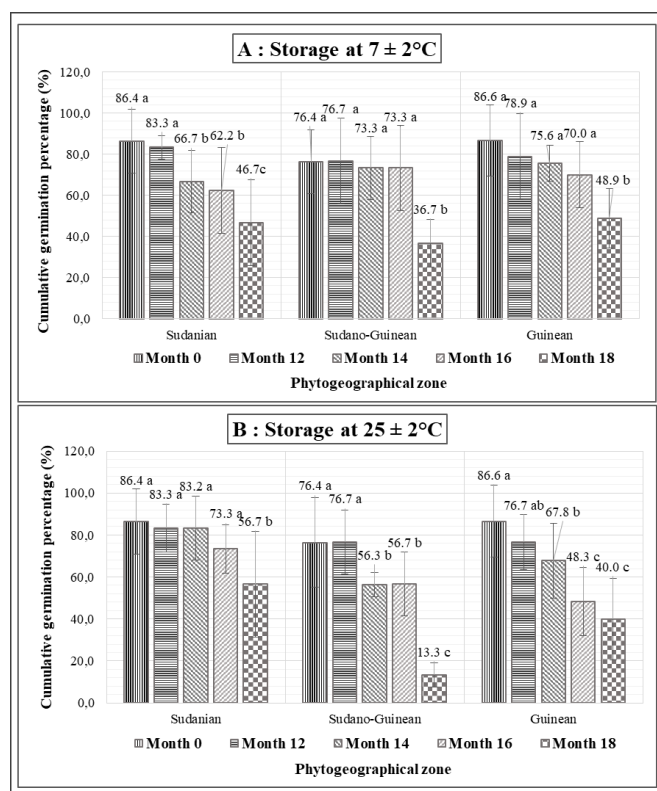 A : Storage at 7 ± 2°C
Cumulative germination percentage (%)
120,0
100,0
80,0
60,0
40,0
20,0
0,0
86.4 a
83.3 a
66.7 b
62.2 b
46.7c
76.4 a
76.7 a
73.3 a
73.3 a
36.7 b
86.6 a
78.9 a
75.6 a
70.0 a
48.9 b
Sudanian
Sudano-Guinean
Guinean
Month 0
Month 12
Month 14
Month 16
Month 18
Phytogeographical zone
B : Storage at 25 ± 2°C
Cumulative germination percentage (%)
120,0
100,0
80,0
60,0
40,0
20,0
0,0
86.4 a
83.3 a
83.2 a
73.3 a
56.7 b
76.4 a
76.7 a
56.3 b
56.7 b
13.3 c
86.6 a
76.7 ab
67.8 b
48.3 c
40.0 c
Sudanian
Sudano-Guinean
Guinean
Month 0
Month 12
Month 14
Month 16
Month 18
Phytogeographical zone